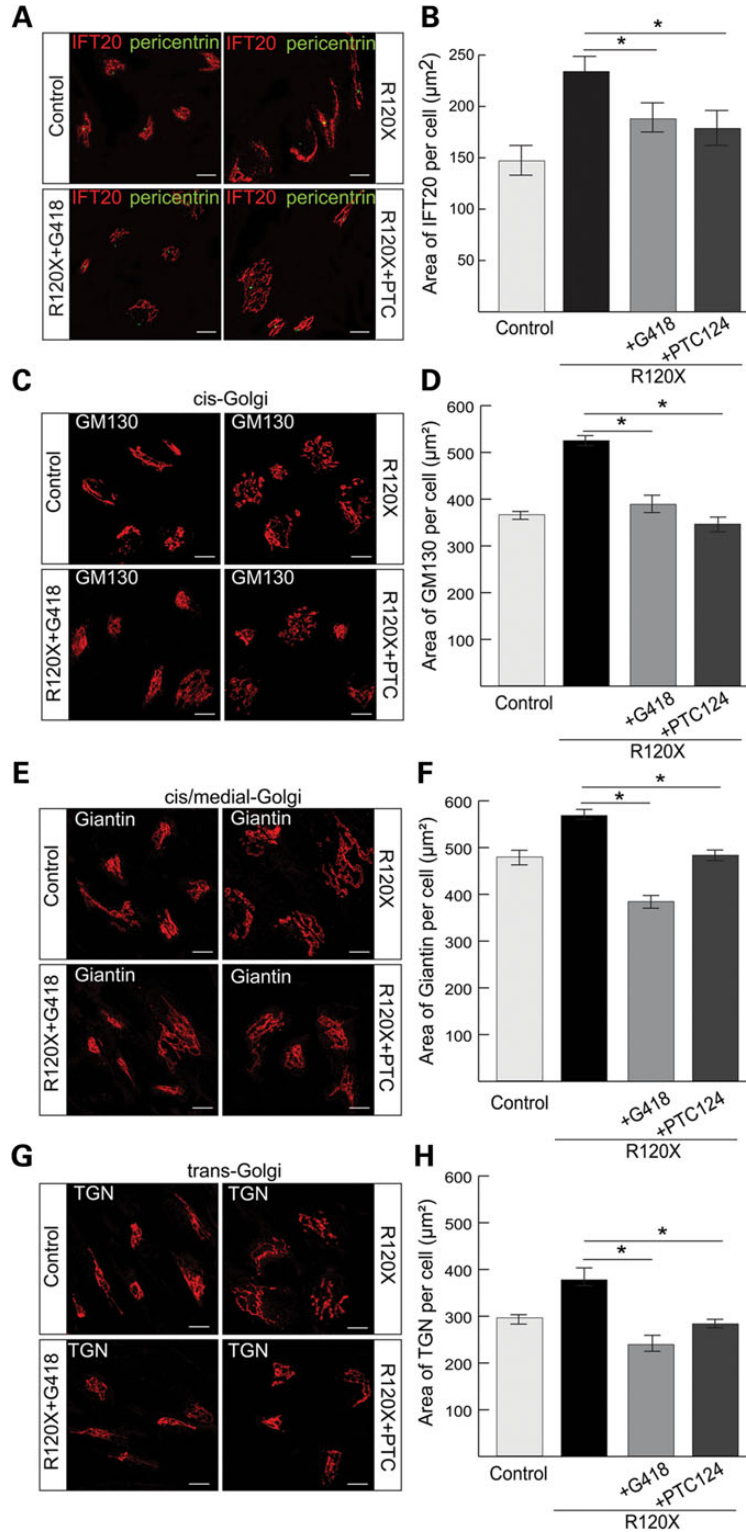 A
IFT20 pericentrin
IFT20 pericentrin
Control
R120X
IFT20 pericentrin
IFT20 pericentrin
R120X+G418
R120X+PTC
B
Area of IFT20 per cell (µm2)
250
200
150
100
50
*
*
Control
+G418
+PTC124
R120X
C
cis-Golgi
GM130
GM130
Control
R120X
GM130
GM130
R120X+G418
R120X+PTC
D
Area of GM130 per cell (µm²)
600
500
400
300
100
*
*
Control
+G418
+PTC124
R120X
E
cis/medial-Golgi
Giantin
Giantin
Control
R120X
Giantin
Giantin
R120X+G418
R120X+PTC
F
Area of Giantin per cell (µm²)
600
500
400
300
100
*
*
Control
+G418
+PTC124
R120X
G
trans-Golgi
TGN
TGN
Control
R120X
TGN
TGN
R120X+G418
R120X+PTC
H
Area of TGN per cell (µm²)
600
500
400
300
200
100
*
*
Control
+G418
+PTC124
R120X